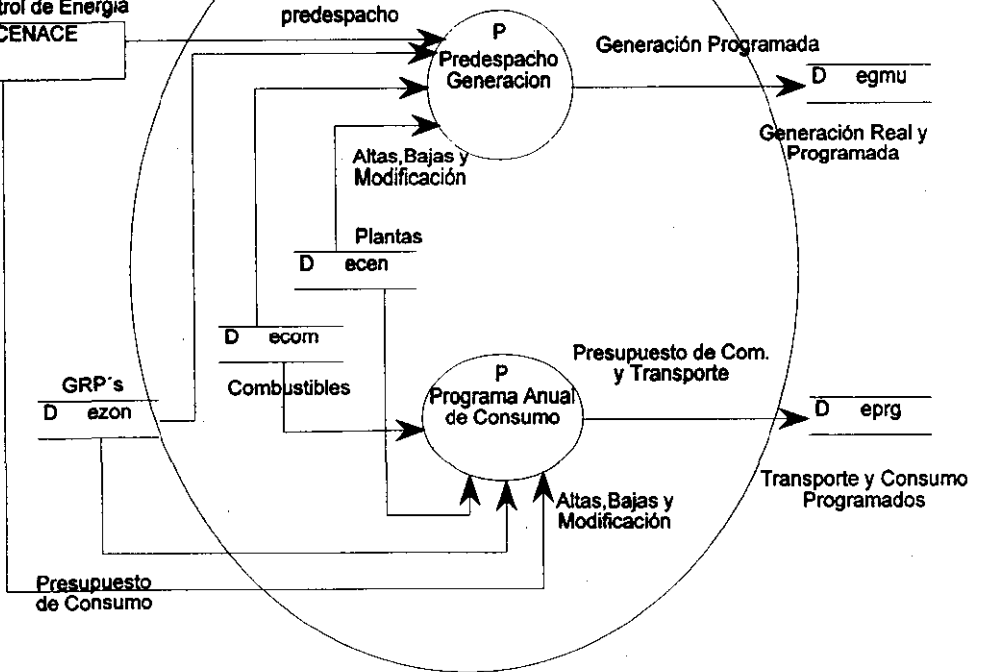 de Energía
CENACE
predespacho
P
Predespacho
Generacion
Generación Programada
D egmu
Generación Real y
Programada
Altas,Bajas y
Modificación
Plantas
D ecen
D ecom
Combustibles
GRP´s
D ezon
P
Programa Anual
de Consumo
Presupuesto de Com.
y Transporte
D eprg
Transporte y Consumo
Programados
Altas,Bajas y
Modificación
Presupuesto
de Consumo